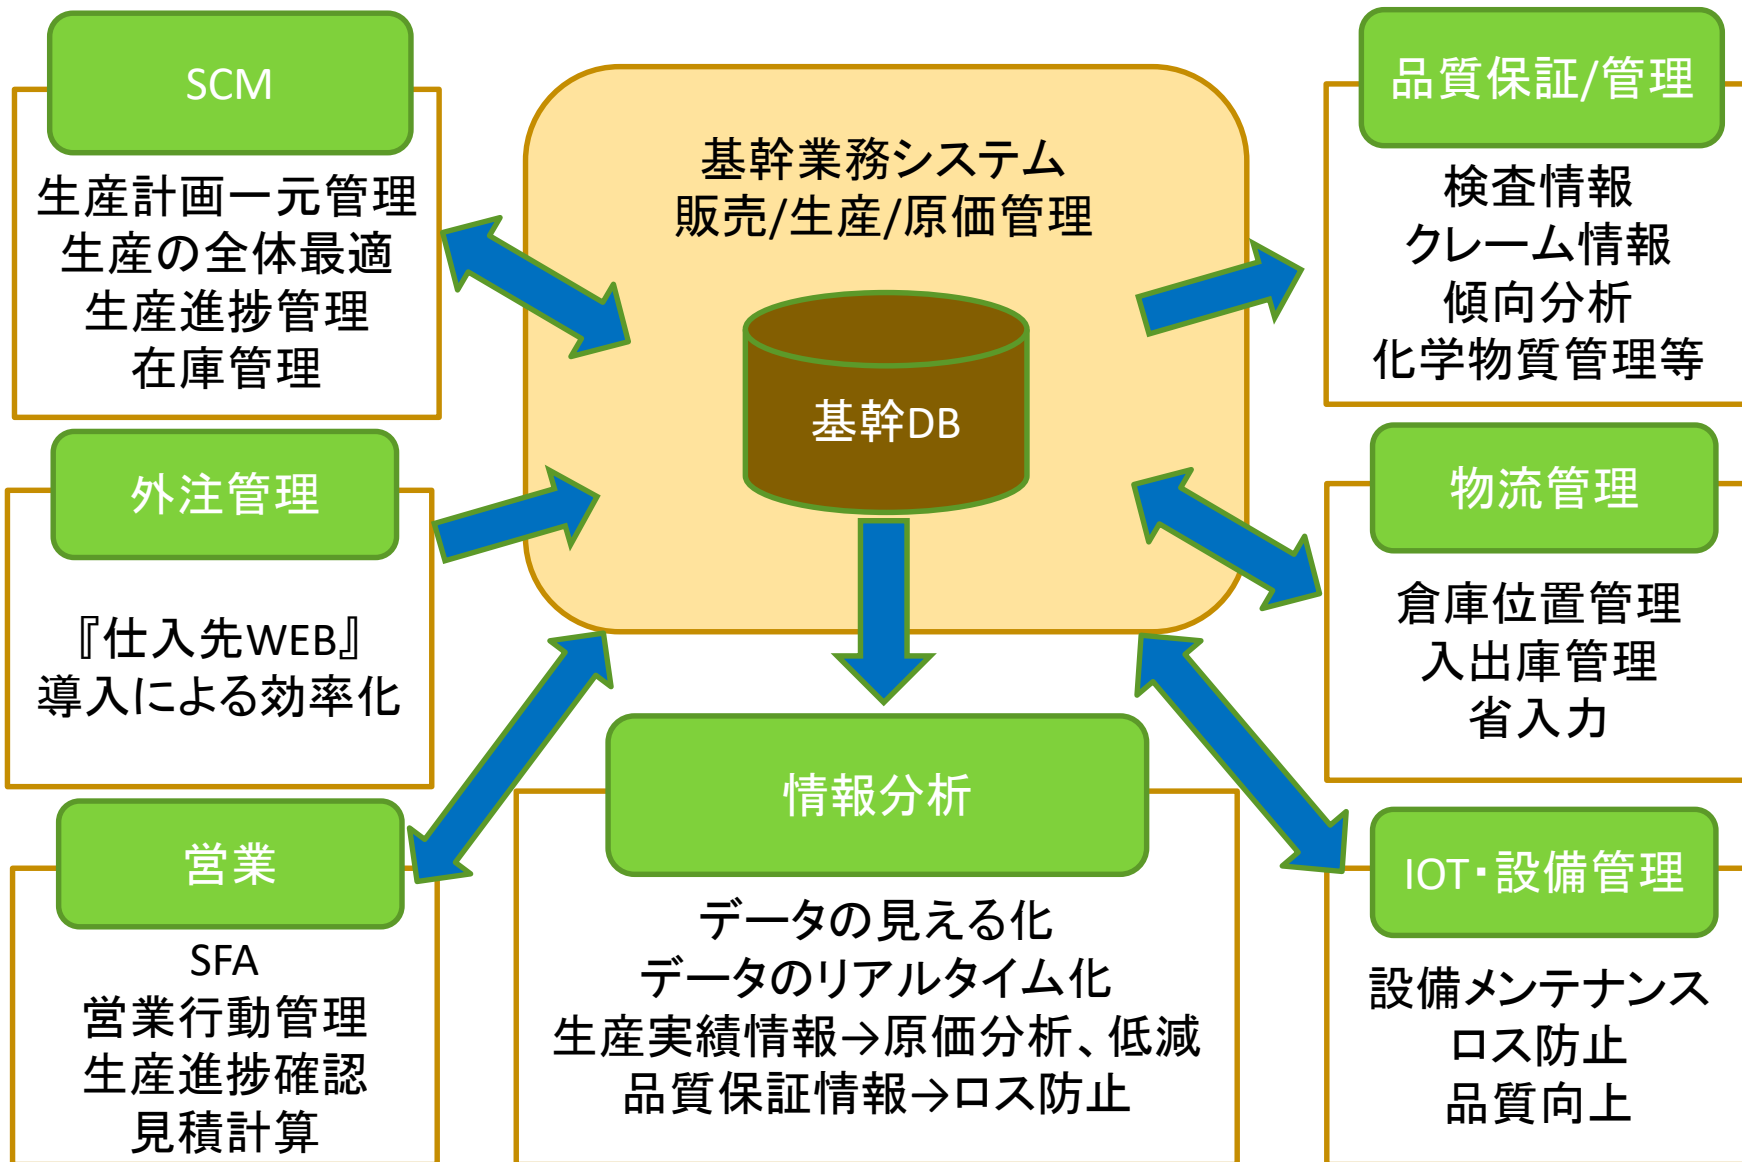 SCM
生産計画一元管理
生産の全体最適
生産進捗管理
在庫管理
基幹業務システム
販売/生産/原価管理
基幹DB
品質保証/管理
検査情報
クレーム情報
傾向分析
化学物質管理等
外注管理
『仕入先WEB』
導入による効率化
物流管理
倉庫位置管理
入出庫管理
省入力
営業
SFA
営業行動管理
生産進捗確認
見積計算
情報分析
データの見える化
データのリアルタイム化
生産実績情報→原価分析、低減
品質保証情報→ロス防止
IOT・設備管理
設備メンテナンス
ロス防止
品質向上